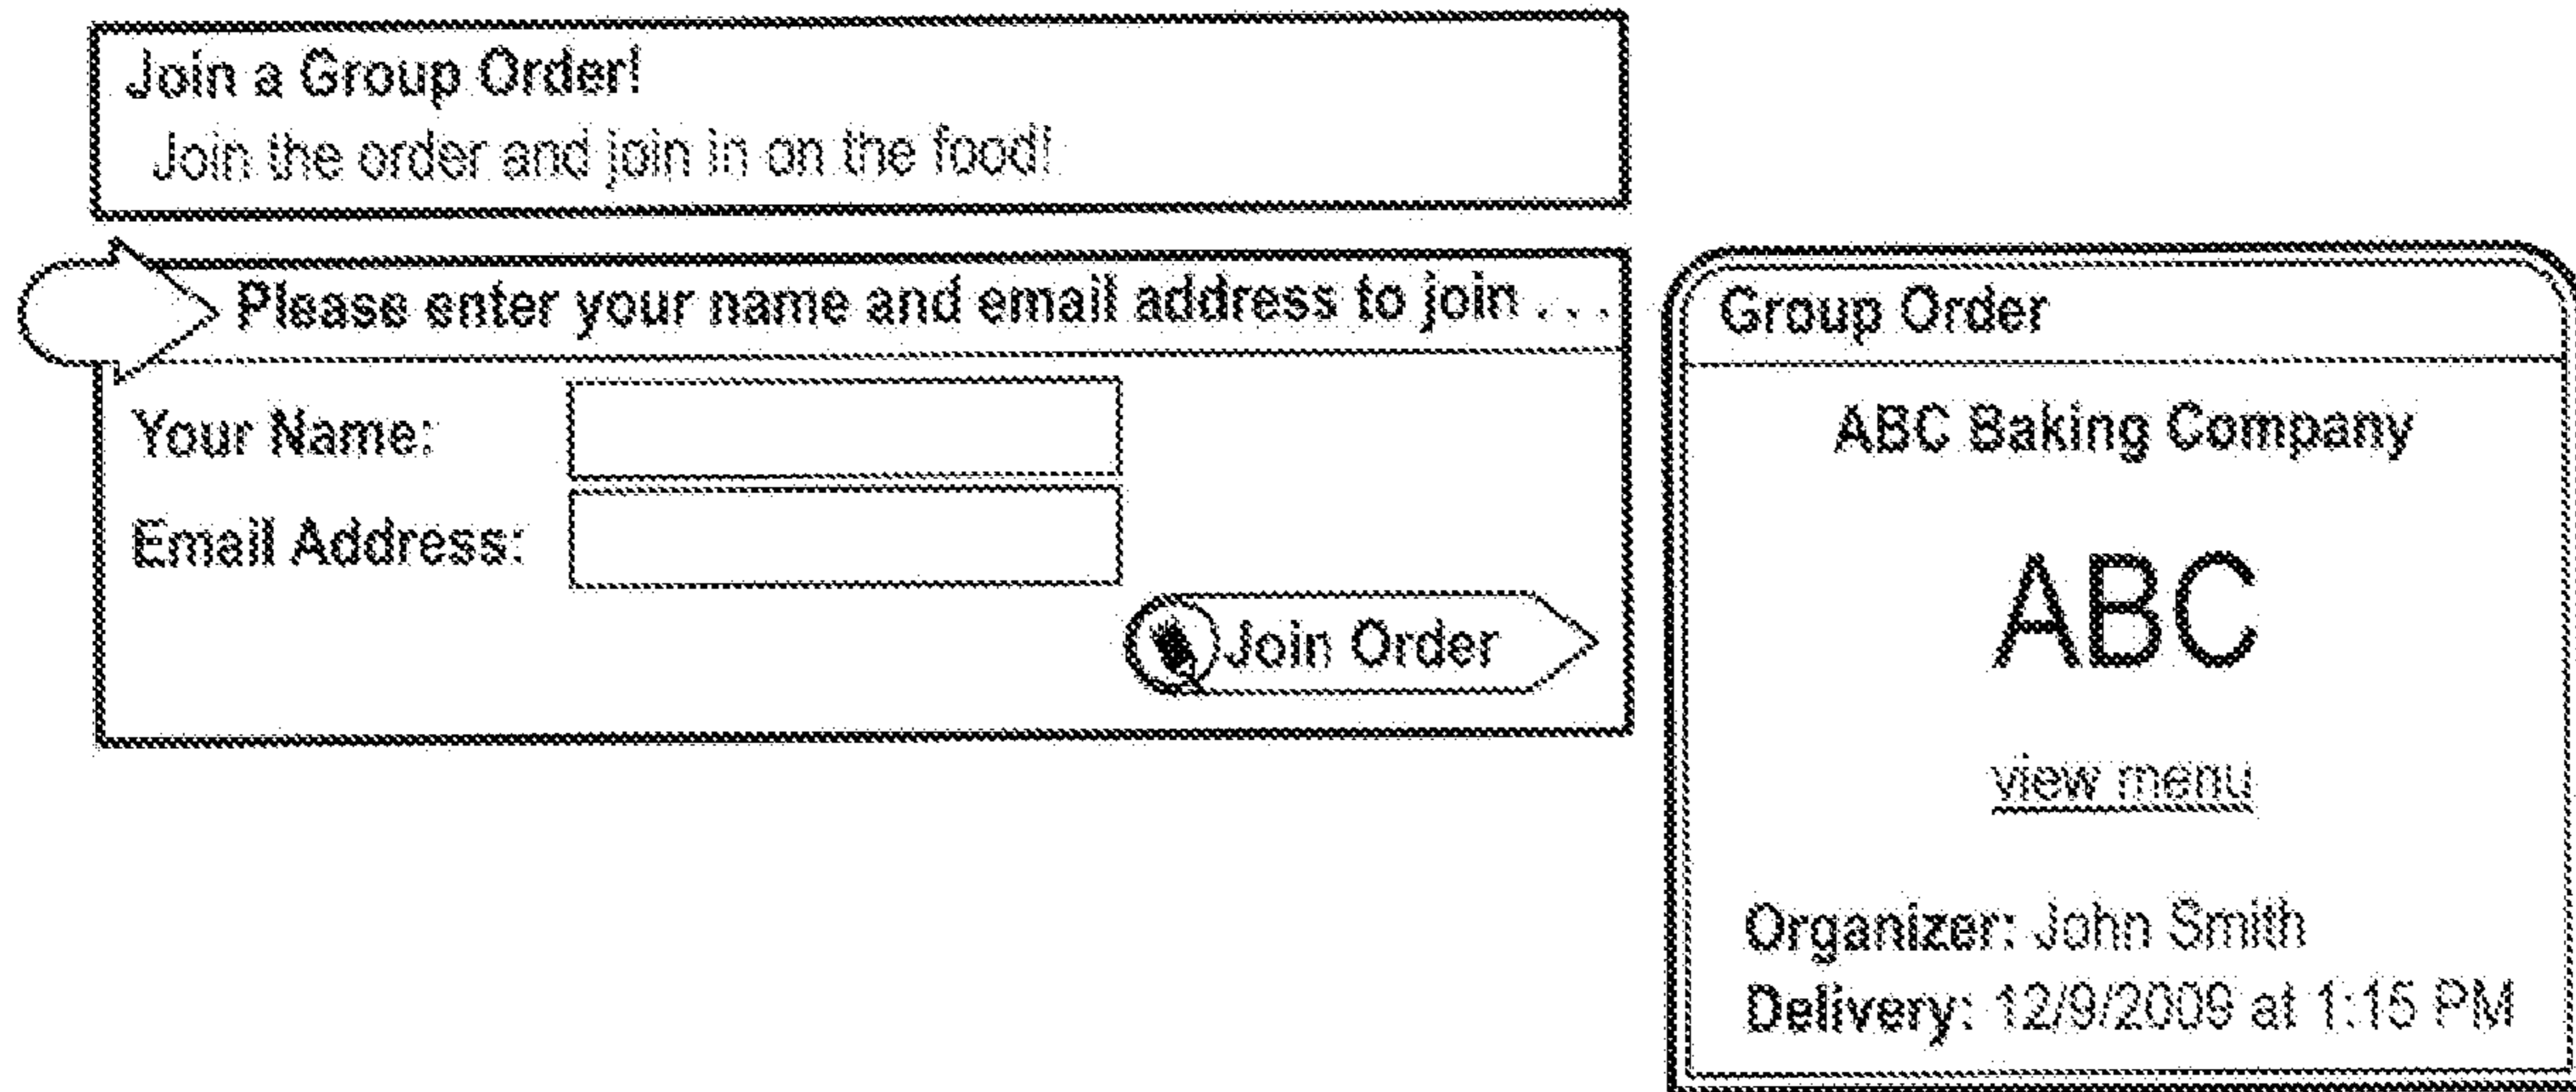 Join a Group Order!
Join the order and join in on the food!
Please enter your name and email address to join . . .
Your Name:
Email Address:
Join Order
Group Order
ABC Baking Company
ABC
view menu
Organizer: John Smith
Delivery: 12/9/2009 at 1:15 PM